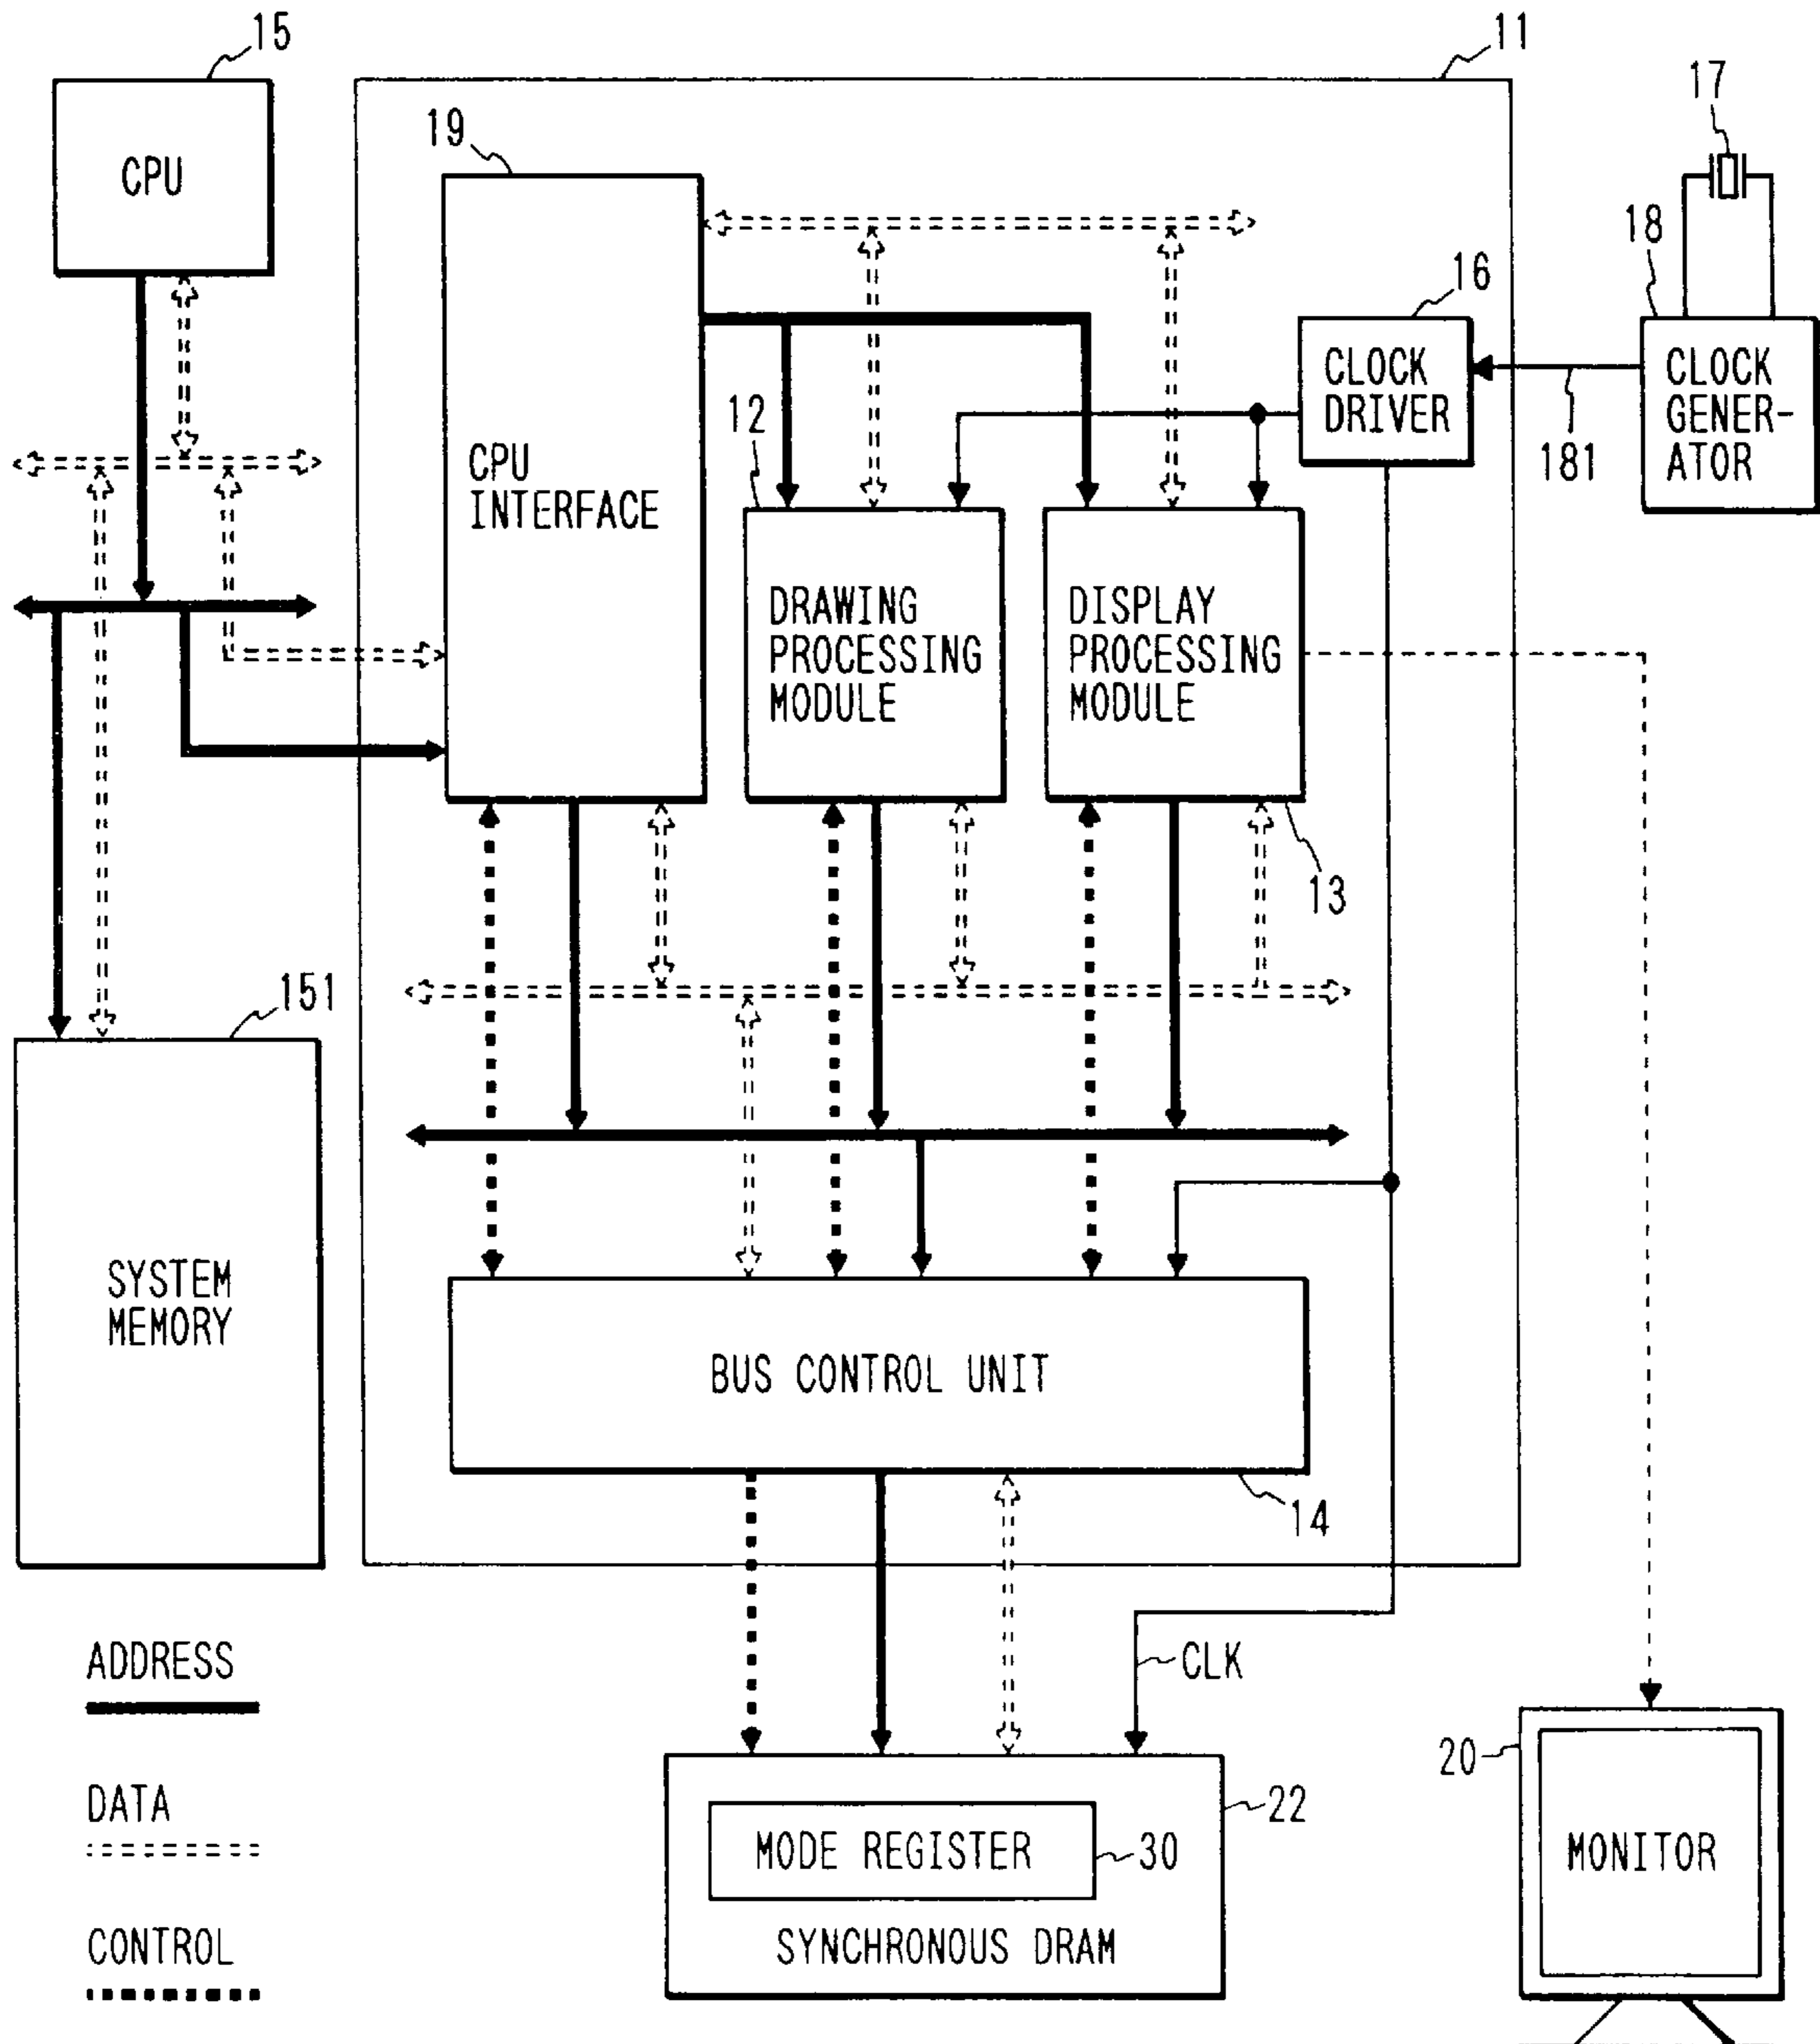 15
11
17
19
CPU
18
16
CLOCK
DRIVER
CLOCK
GENER-
ATOR
12
181
CPU
INTERFACE
DRAWING
PROCESSING
MODULE
DISPLAY
PROCESSING
MODULE
13
151
SYSTEM
MEMORY
BUS CONTROL UNIT
14
ADDRESS
CLK
DATA
20
22
MODE REGISTER
30
MONITOR
CONTROL
SYNCHRONOUS DRAM